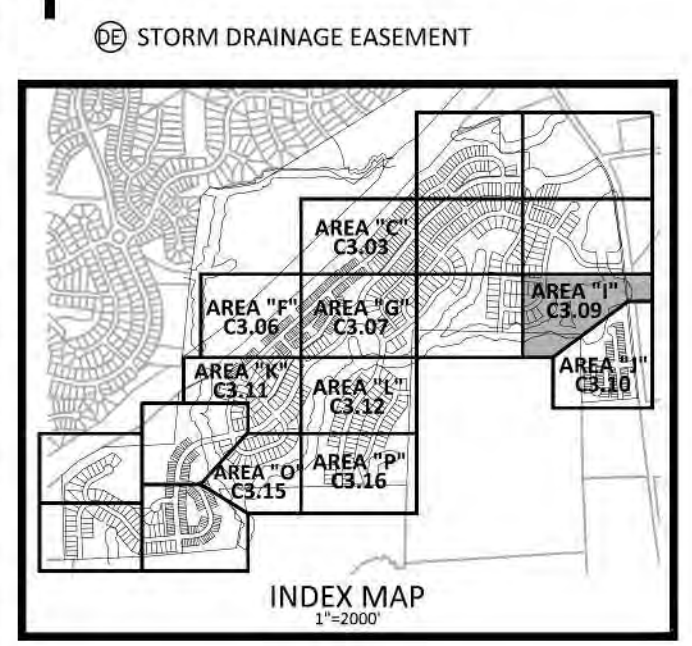 DE STORM DRAINAGE EASEMENT
AREA "C"
C3.03
AREA "F"
C3.06
AREA "G"
C3.07
AREA "I"
C3.09
AREA "K"
C3.11
AREA "L"
C3.12
AREA "J"
C3.10
AREA "O"
C3.15
AREA "P"
C3.16
INDEX MAP
1"=2000'